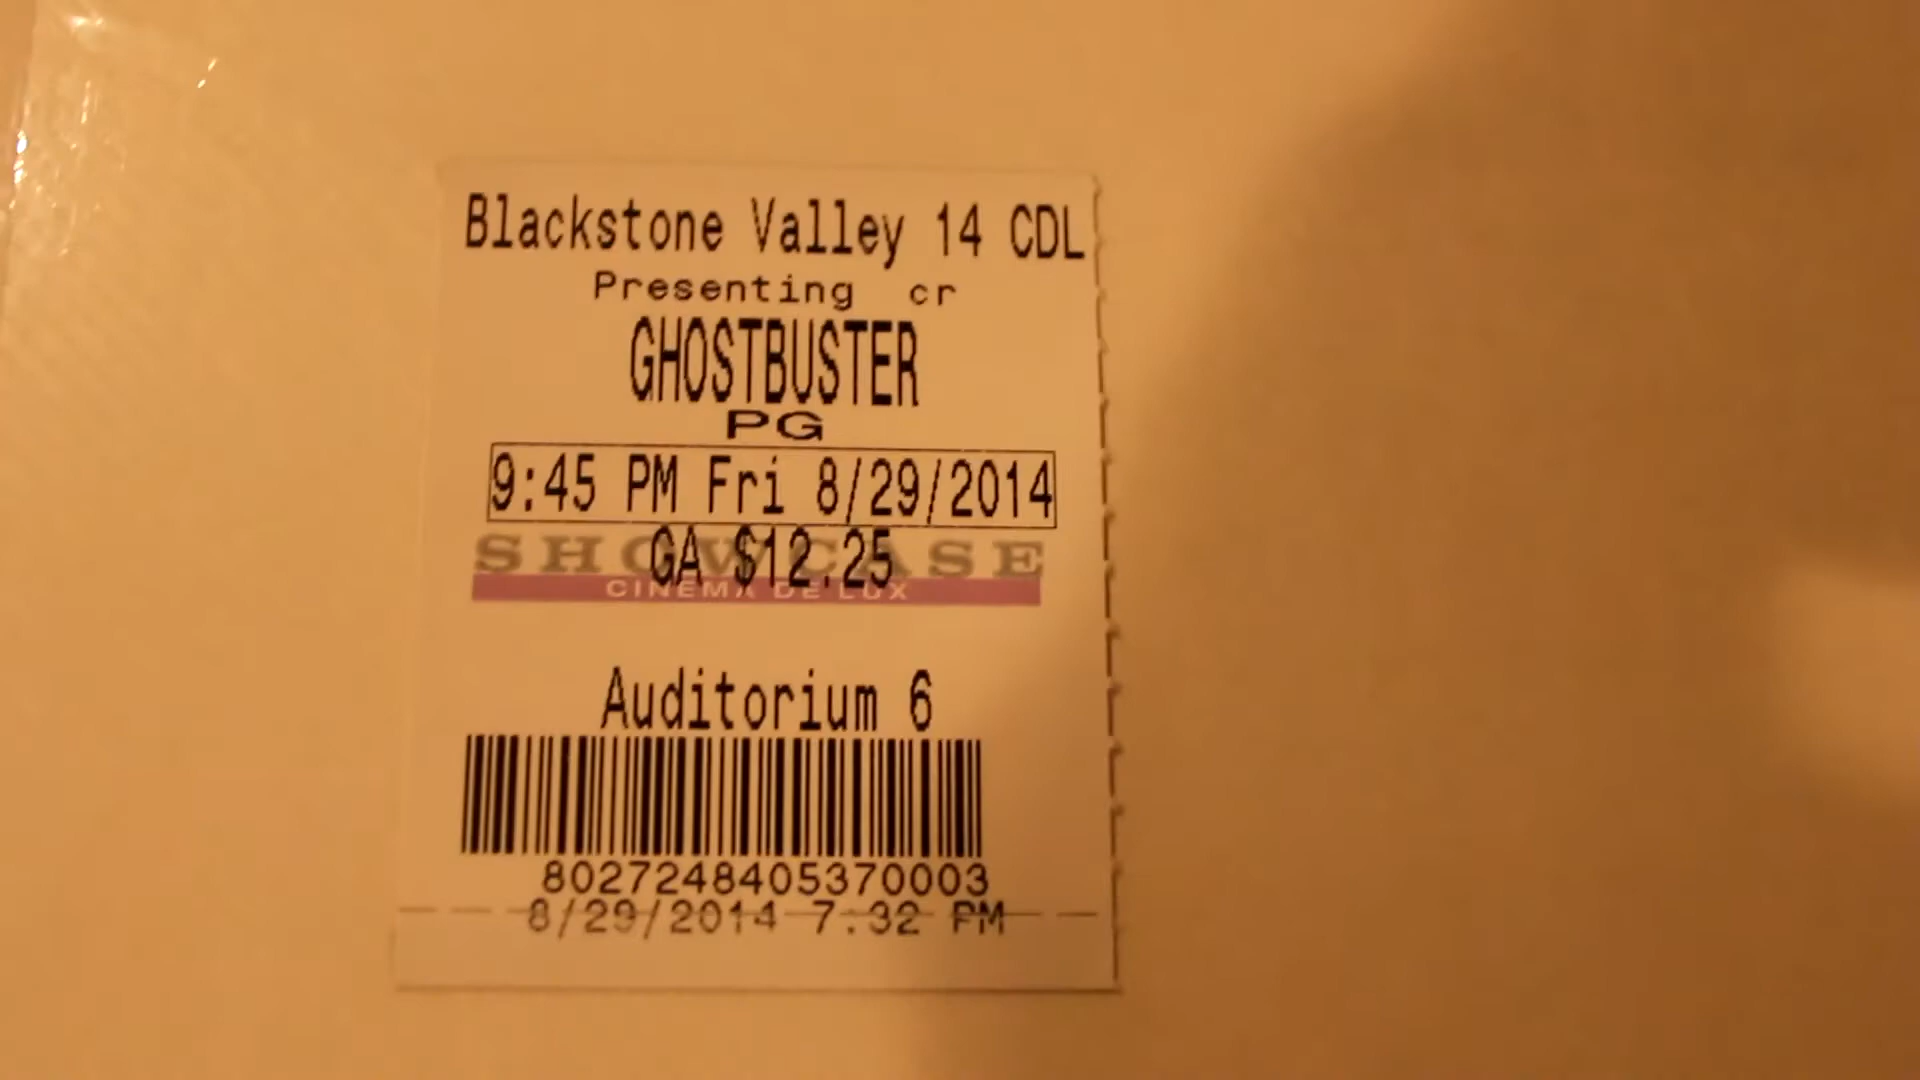 Blackstone Valley 14 CDL
Presenting cr
GHOSTBUSTER
PG
9:45 PM Fri 8/29/2014
GA $12.25
SHOWCASE
CINEMA DE LUX
Auditorium 6
8027248405370003
8/29/2014 7:32 PM